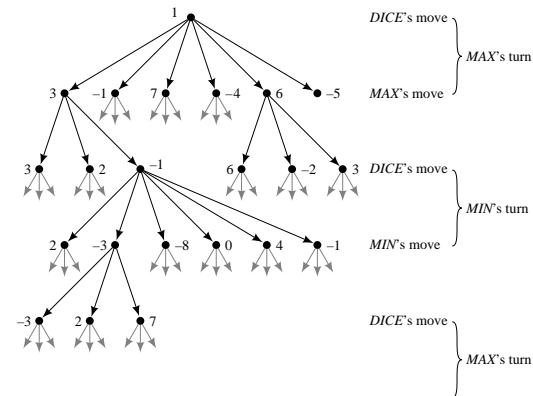 1 DICE's move
MAX's turn
3 –1 7 –4 6 –5 MAX's move
3 2 –1 6 –2 3 DICE's move
MIN's turn
2 –3 –8 0 4 –1 MIN's move
–3 2 7 DICE's move
MAX's turn